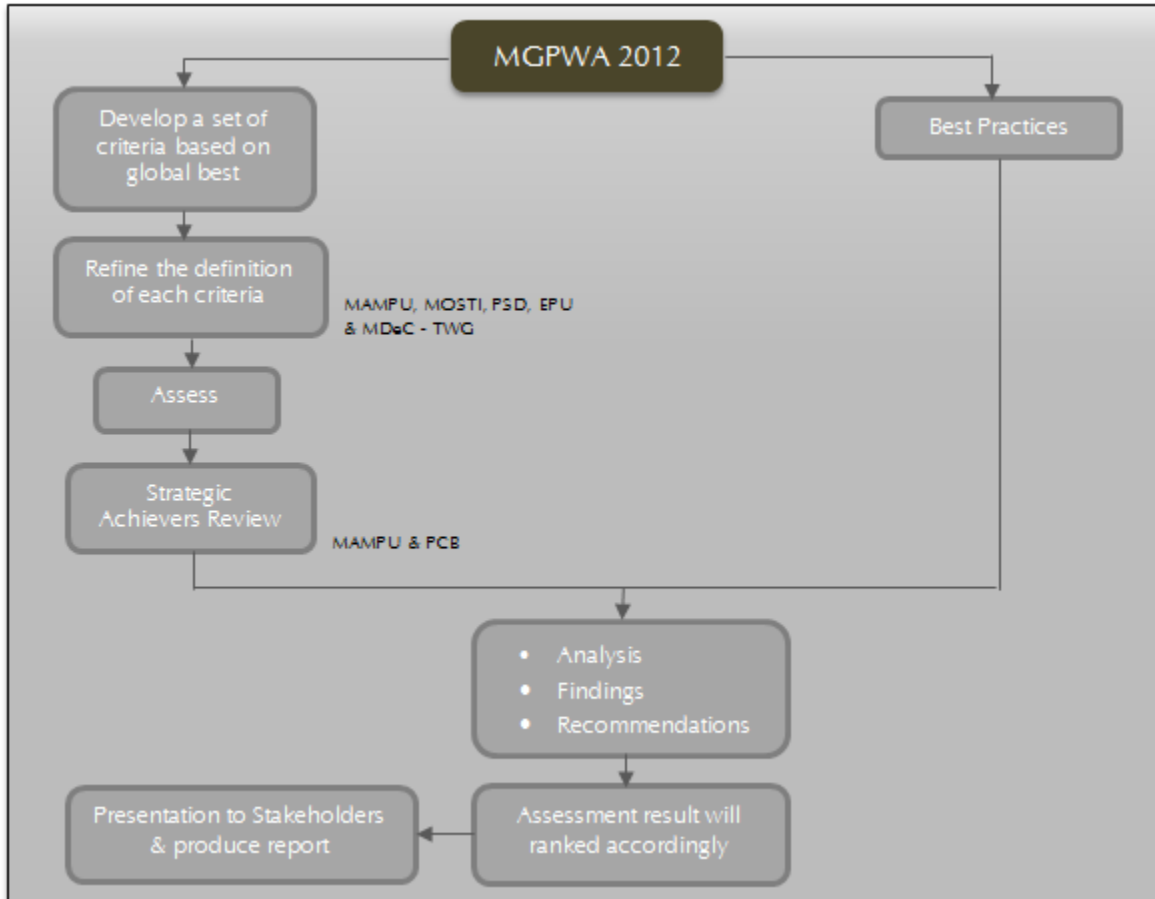 MGPWA 2012
Develop a set of
criteria based on
global best
Best Practices
Refine the definition
of each criteria
MAMPU, MOSTI, PSD, EPU
& MDeC - TWG
Assess
Strategic
Achievers Review
MAMPU & PCB
• Analysis
• Findings
• Recommendations
Presentation to Stakeholders
& produce report
Assessment result will
ranked accordingly